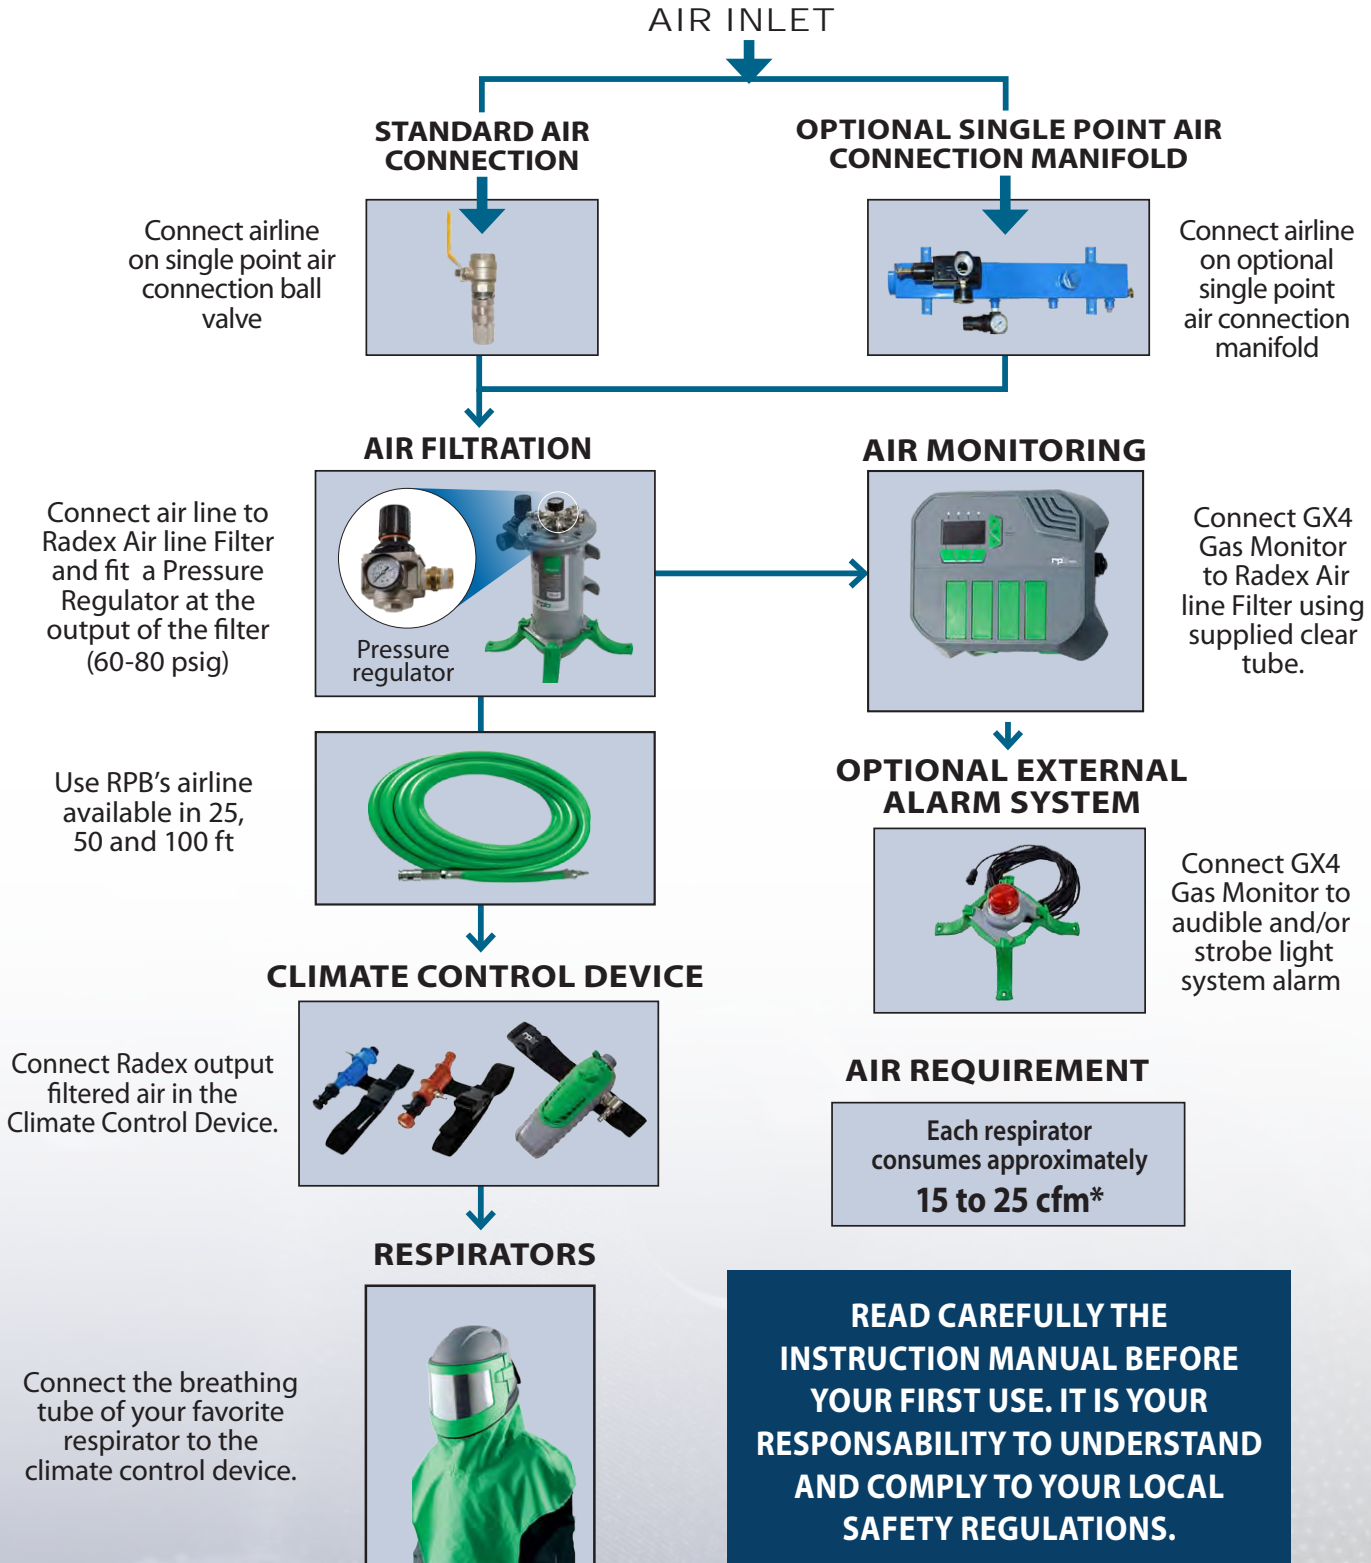 AIR INLET
STANDARD AIR
CONNECTION
Connect airline
on single point air
connection ball
valve
OPTIONAL SINGLE POINT AIR
CONNECTION MANIFOLD
Connect airline
on optional
single point
air connection
manifold
AIR FILTRATION
Connect air line to
Radex Air line Filter
and fit a Pressure
Regulator at the
output of the filter
(60-80 psig)
Pressure
regulator
AIR MONITORING
rpb
Connect GX4
Gas Monitor
to Radex Air
line Filter using
supplied clear
tube.
Use RPB’s airline
available in 25,
50 and 100 ft
OPTIONAL EXTERNAL
ALARM SYSTEM
Connect GX4
Gas Monitor to
audible and/or
strobe light
system alarm
CLIMATE CONTROL DEVICE
Connect Radex output
filtered air in the
Climate Control Device.
AIR REQUIREMENT
Each respirator
consumes approximately
15 to 25 cfm*
RESPIRATORS
Connect the breathing
tube of your favorite
respirator to the
climate control device.
READ CAREFULLY THE
INSTRUCTION MANUAL BEFORE
YOUR FIRST USE. IT IS YOUR
RESPONSABILITY TO UNDERSTAND
AND COMPLY TO YOUR LOCAL
SAFETY REGULATIONS.